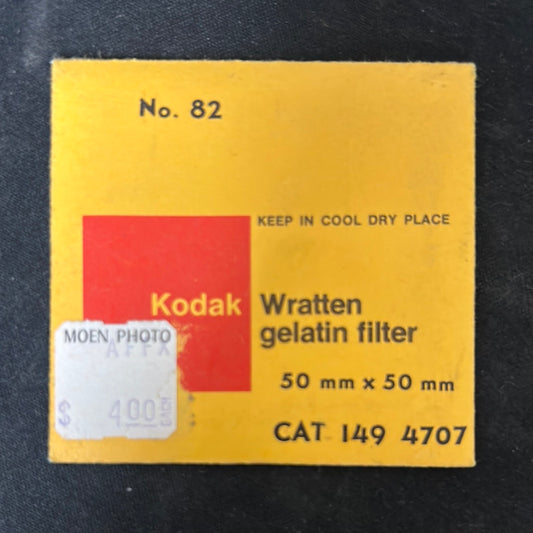 No. 82
KEEP IN COOL DRY PLACE
Kodak Wratten
gelatin filter
50 mm x 50 mm
CAT 149 4707
MOEN PHOTO
4.00 EACH